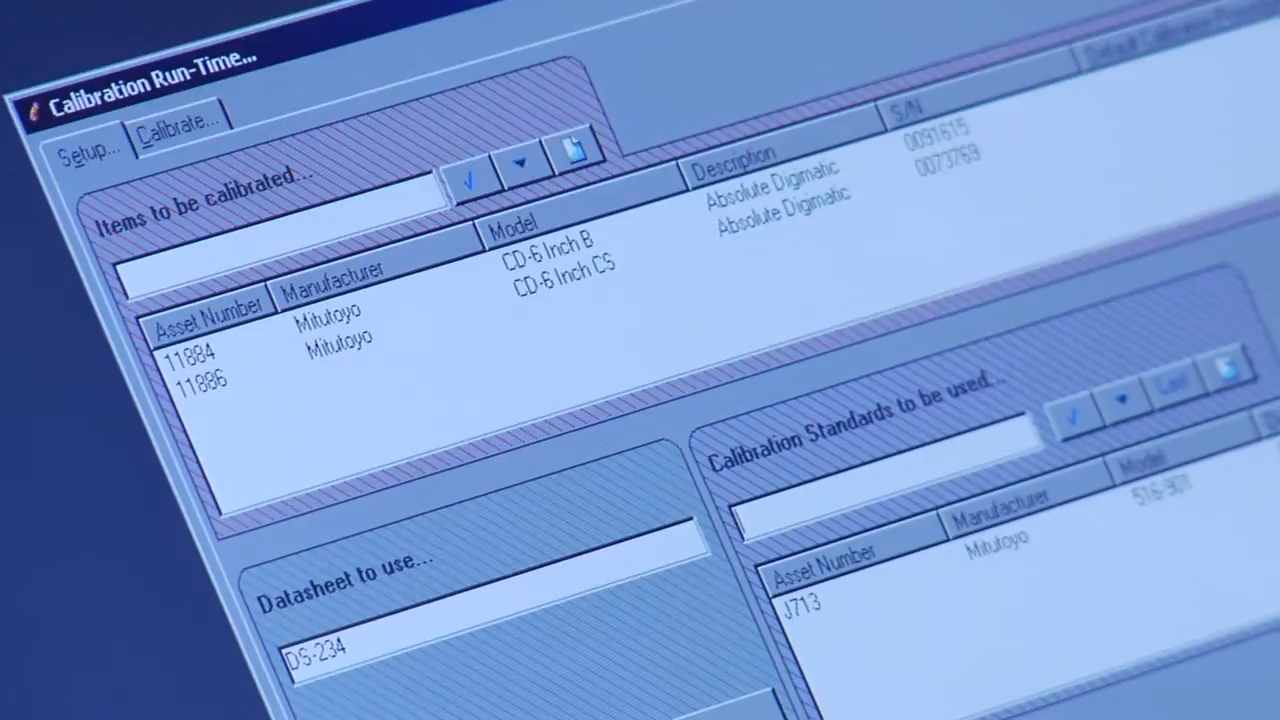 Calibration Run-Time...
Setup... Calibrate...
Items to be calibrated...
Asset Number Manufacturer Model Description S/N Default Calibration
11884 Mitutoyo CD-6 Inch B Absolute Digimatic 0091615
11886 Mitutoyo CD-6 Inch CS Absolute Digimatic 0073769
Calibration Standards to be used...
Last
Asset Number Manufacturer Model
J713 Mitutoyo 516-901
Datasheet to use...
DS-234